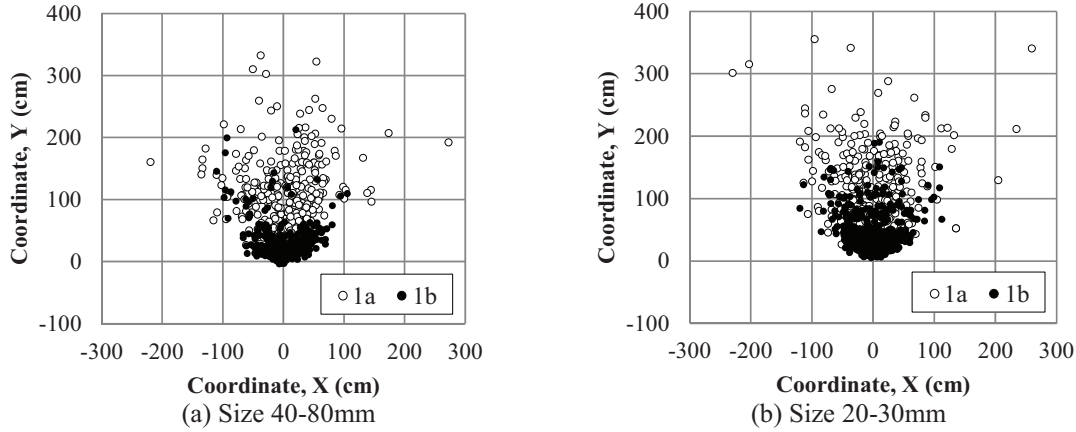 400
300
200
100
0
-100
Coordinate, Y (cm)
1a 1b
-300 -200 -100 0 100 200 300
Coordinate, X (cm)
(a) Size 40-80mm
400
300
200
100
0
-100
Coordinate, Y (cm)
1a 1b
-300 -200 -100 0 100 200 300
Coordinate, X (cm)
(b) Size 20-30mm